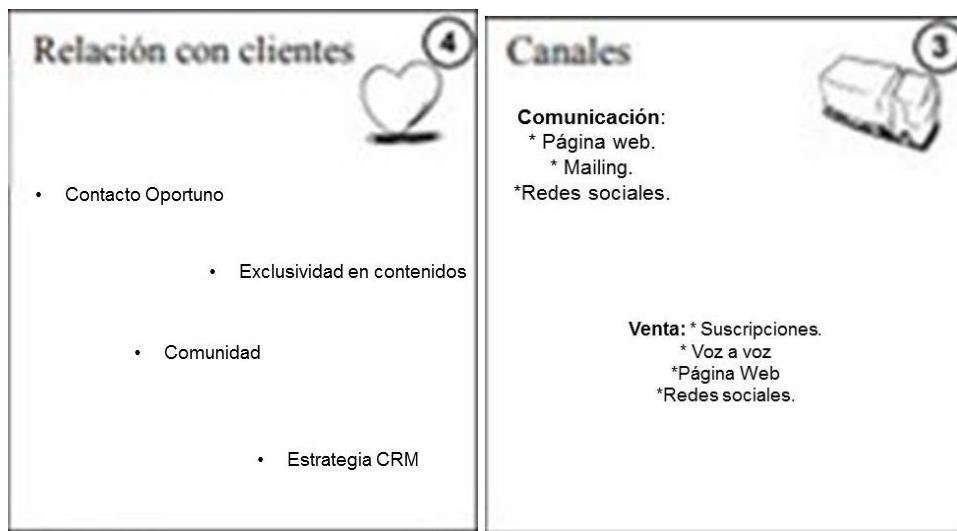 Relación con clientes
4
• Contacto Oportuno
• Exclusividad en contenidos
• Comunidad
• Estrategia CRM
Canales
3
Comunicación:
* Página web.
* Mailing.
*Redes sociales.
Venta: * Suscripciones.
* Voz a voz
*Página Web
*Redes sociales.